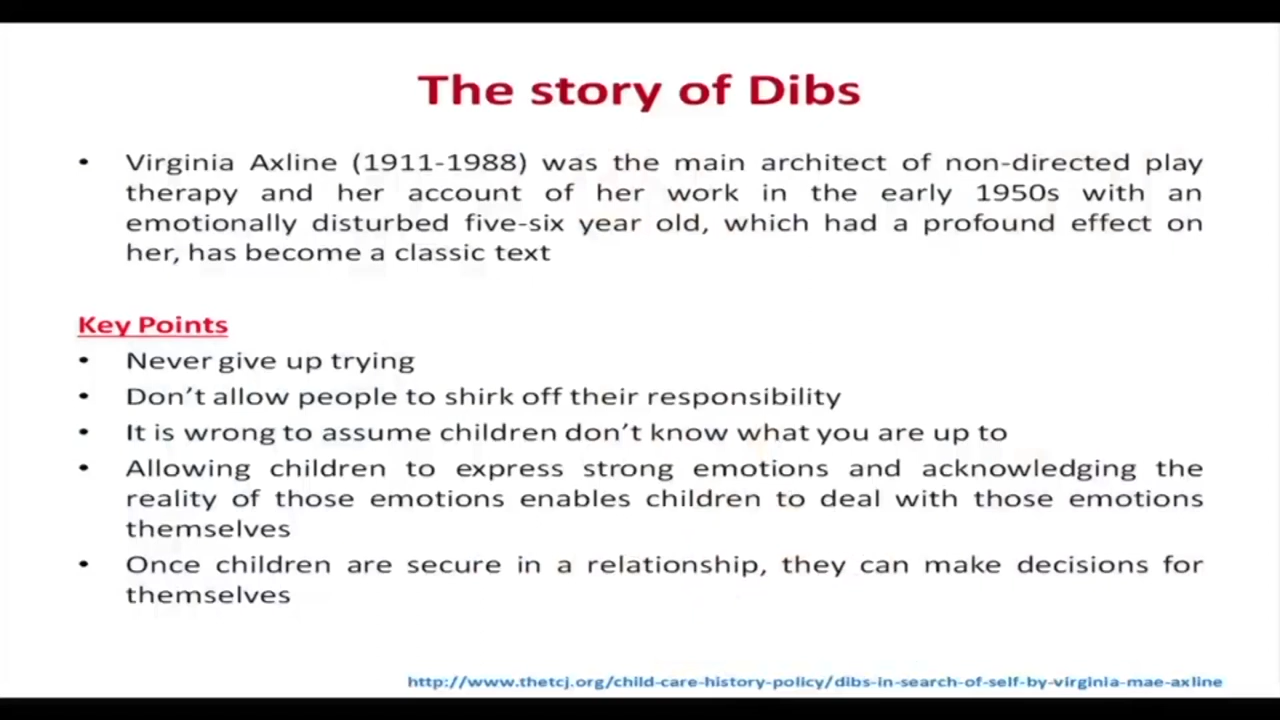 The story of Dibs
• Virginia Axline (1911-1988) was the main architect of non-directed play
therapy and her account of her work in the early 1950s with an
emotionally disturbed five-six year old, which had a profound effect on
her, has become a classic text
Key Points
• Never give up trying
• Don’t allow people to shirk off their responsibility
• It is wrong to assume children don’t know what you are up to
• Allowing children to express strong emotions and acknowledging the
reality of those emotions enables children to deal with those emotions
themselves
• Once children are secure in a relationship, they can make decisions for
themselves
http://www.thetcj.org/child-care-history-policy/dibs-in-search-of-self-by-virginia-mae-axline